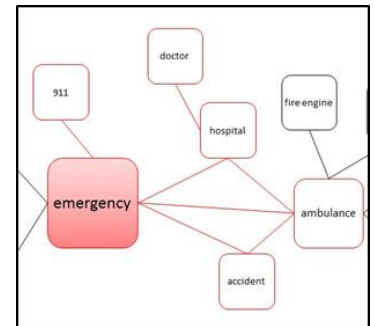 doctor
911
fire engine
hospital
emergency
ambulance
accident